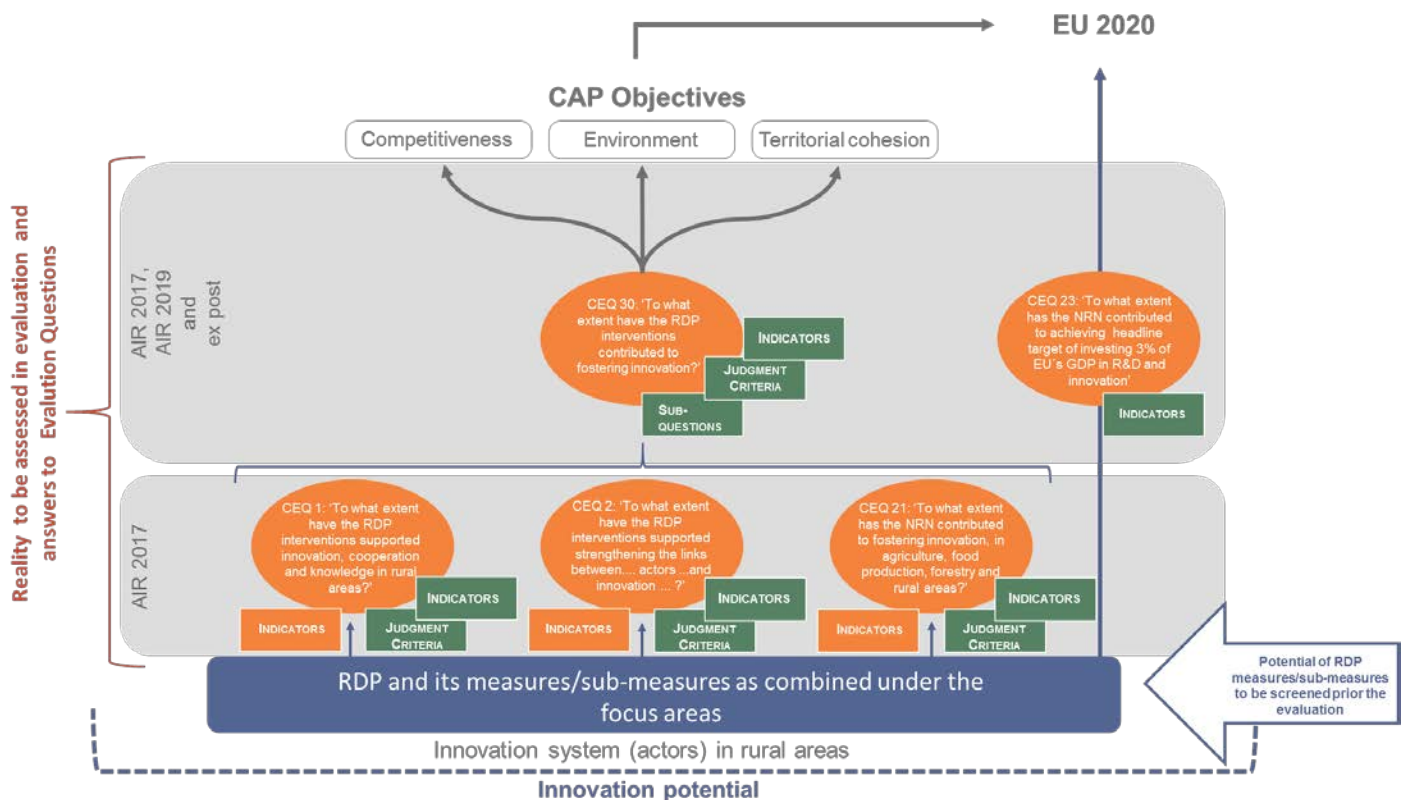 EU 2020
CAP Objectives
Competitiveness
Environment
Territorial cohesion
Reality to be assessed in evaluation and
answers to Evalution Questions
AIR 2017,
AIR 2019
and
ex post
CEQ 30: ‘To what
extent have the RDP
interventions
contributed to
fostering innovation?’
INDICATORS
JUDGMENT
CRITERIA
SUB-
QUESTIONS
CEQ 23: ‘To what extent
has the NRN contributed
to achieving headline
target of investing 3% of
EU´s GDP in R&D and
innovation’
INDICATORS
AIR 2017
CEQ 1: ‘To what extent
have the RDP
interventions supported
innovation, cooperation
and knowledge in rural
areas?’
INDICATORS
INDICATORS
JUDGMENT
CRITERIA
CEQ 2: ‘To what extent
have the RDP
interventions supported
strengthening the links
between.... actors ...and
innovation .... ?’
INDICATORS
INDICATORS
JUDGMENT
CRITERIA
CEQ 21: ‘To what extent
has the NRN contributed
to fostering innovation, in
agriculture, food
production, forestry and
rural areas?’
INDICATORS
INDICATORS
JUDGMENT
CRITERIA
RDP and its measures/sub-measures as combined under the
focus areas
Potential of RDP
measures/sub-measures
to be screened prior the
evaluation
Innovation system (actors) in rural areas
Innovation potential